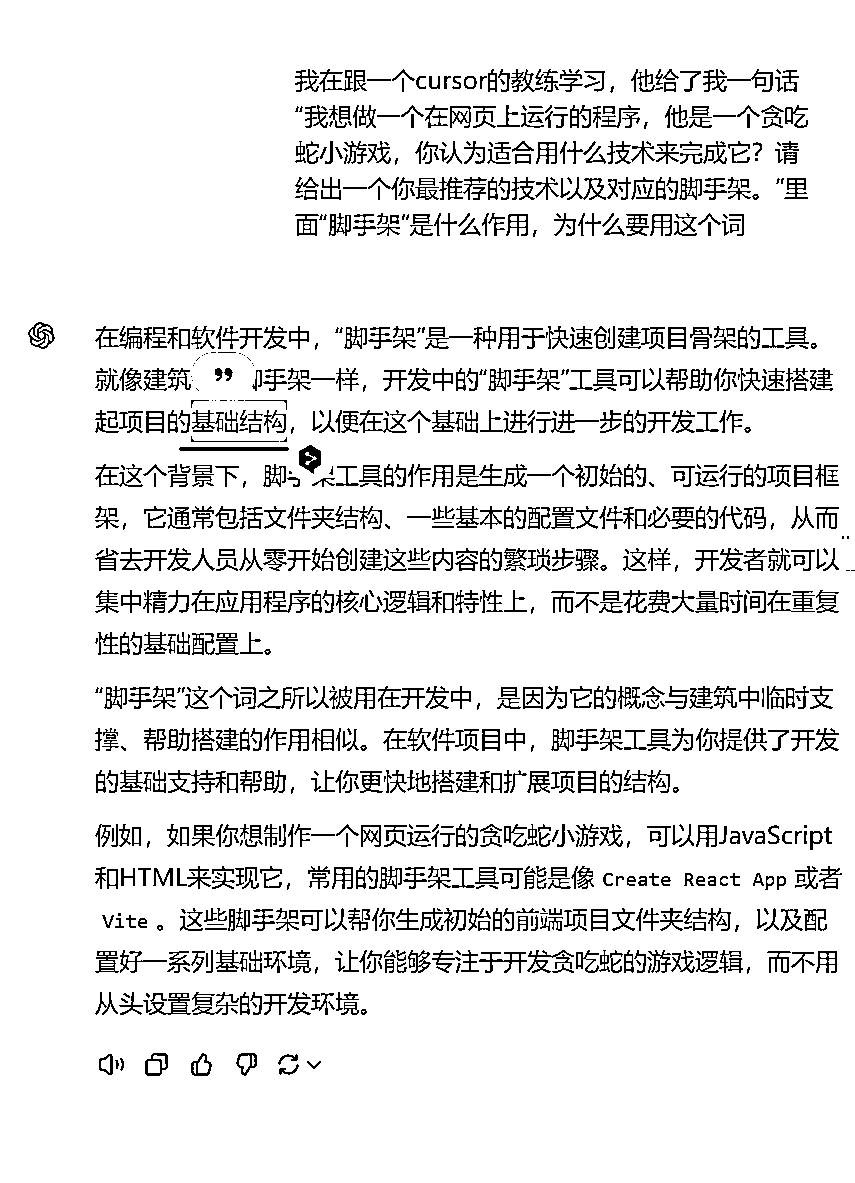 我在跟一个cursor的教练学习，他给了我一句话
“我想做一个在网页上运行的程序，他是一个贪吃
蛇小游戏，你认为适合用什么技术来完成它？请
给出一个你最推荐的技术以及对应的脚手架。”里
面“脚手架”是什么作用，为什么要用这个词
在编程和软件开发中，“脚手架”是一种用于快速创建项目骨架的工具。
就像建筑 手架一样，开发中的“脚手架”工具可以帮助你快速搭建
起项目的基础结构，以便在这个基础上进行进一步的开发工作。
在这个背景下，脚 架工具的作用是生成一个初始的、可运行的项目框
架，它通常包括文件夹结构、一些基本的配置文件和必要的代码，从而
省去开发人员从零开始创建这些内容的繁琐步骤。这样，开发者就可以
集中精力在应用程序的核心逻辑和特性上，而不是花费大量时间在重复
性的基础配置上。
“脚手架”这个词之所以被用在开发中，是因为它的概念与建筑中临时支
撑、帮助搭建的作用相似。在软件项目中，脚手架工具为你提供了开发
的基础支持和帮助，让你更快地搭建和扩展项目的结构。
例如，如果你想制作一个网页运行的贪吃蛇小游戏，可以用JavaScript
和HTML来实现它，常用的脚手架工具可能是像 Create React App 或者
Vite 。这些脚手架可以帮你生成初始的前端项目文件夹结构，以及配
置好一系列基础环境，让你能够专注于开发贪吃蛇的游戏逻辑，而不用
从头设置复杂的开发环境。